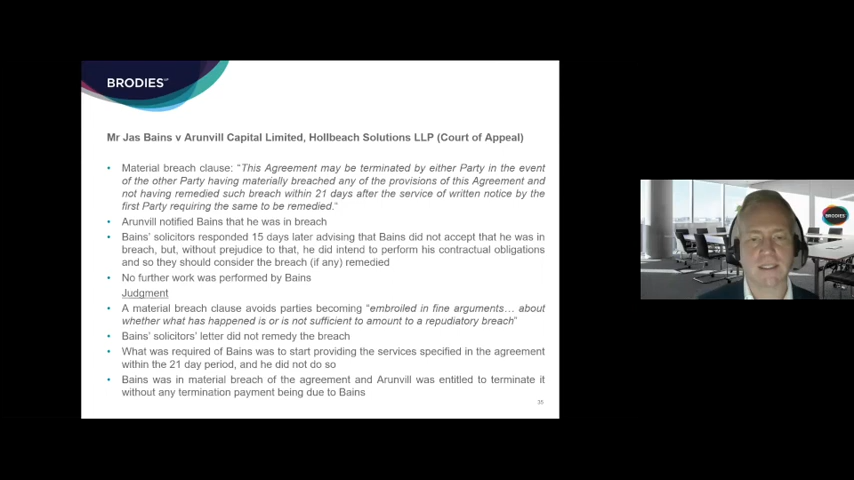 BRODIES LLP
Mr Jas Bains v Arunvill Capital Limited, Hollbeach Solutions LLP (Court of Appeal)
• Material breach clause: “This Agreement may be terminated by either Party in the event
of the other Party having materially breached any of the provisions of this Agreement and
not having remedied such breach within 21 days after the service of written notice by the
first Party requiring the same to be remedied.”
• Arunvill notified Bains that he was in breach
• Bains’ solicitors responded 15 days later advising that Bains did not accept that he was in
breach, but, without prejudice to that, he did intend to perform his contractual obligations
and so they should consider the breach (if any) remedied
• No further work was performed by Bains
Judgment
• A material breach clause avoids parties becoming “embroiled in fine arguments… about
whether what has happened is or is not sufficient to amount to a repudiatory breach”
• Bains’ solicitors’ letter did not remedy the breach
• What was required of Bains was to start providing the services specified in the agreement
within the 21 day period, and he did not do so
• Bains was in material breach of the agreement and Arunvill was entitled to terminate it
without any termination payment being due to Bains
35
BRODIES